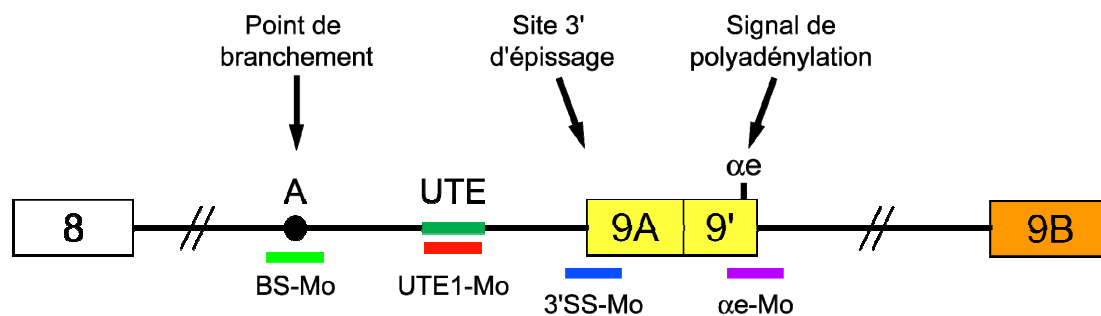 Point de
branchement
Site 3'
d'épissage
Signal de
polyadénylation
A
UTE
αe
8
9A
9'
9B
BS-Mo
UTE1-Mo
3'SS-Mo
αe-Mo